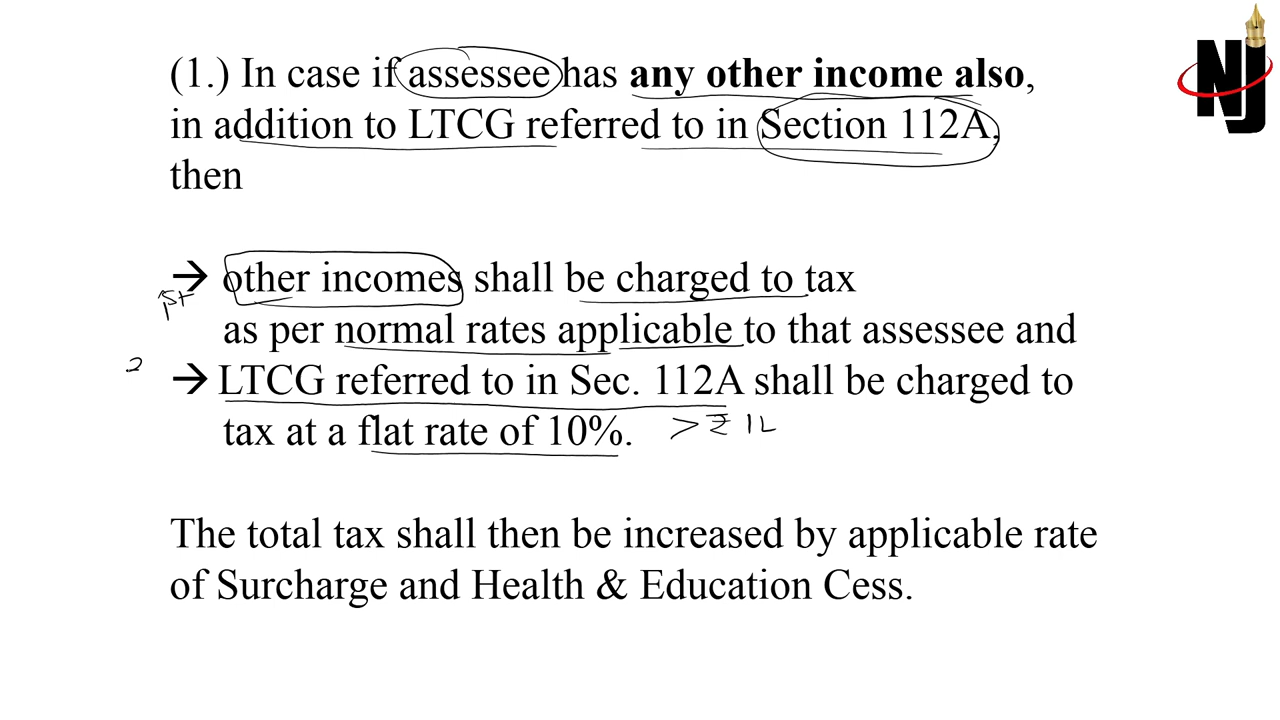 (1.) In case if assessee has any other income also,
in addition to LTCG referred to in Section 112A,
then
→ other incomes shall be charged to tax
1st
as per normal rates applicable to that assessee and
2 → LTCG referred to in Sec. 112A shall be charged to
tax at a flat rate of 10%. > ₹ 1L
The total tax shall then be increased by applicable rate
of Surcharge and Health & Education Cess.
NJ